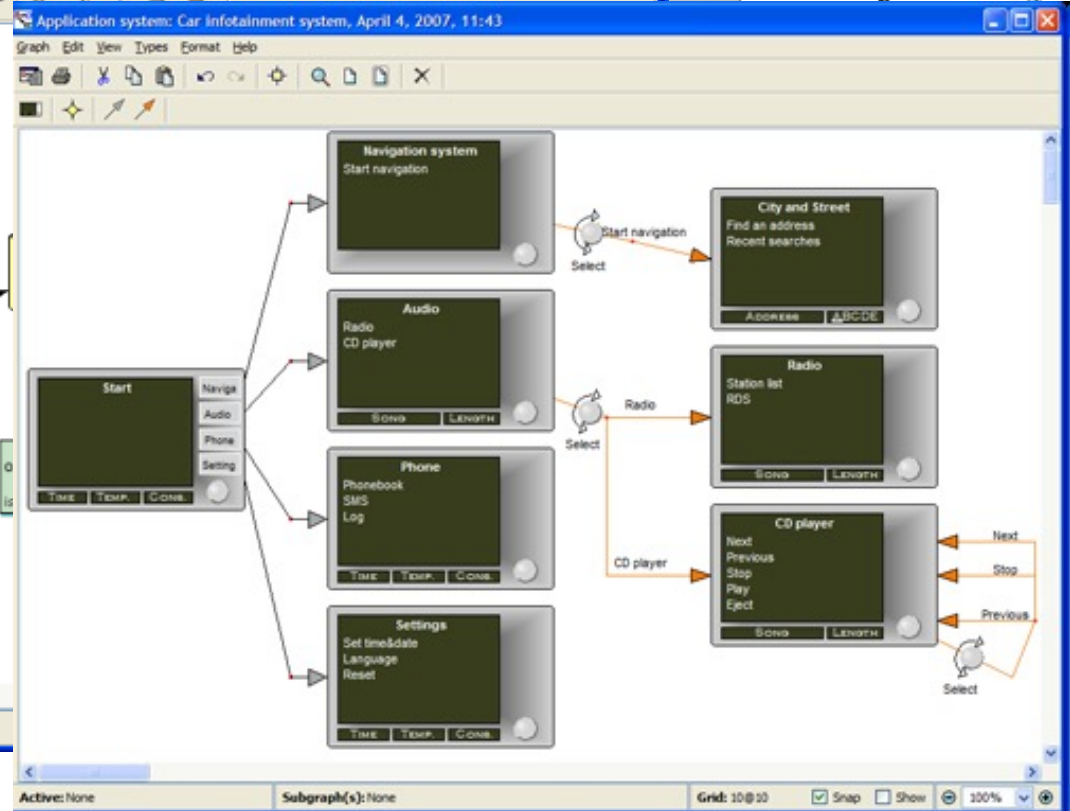 Application system: Car infotainment system, April 4, 2007, 11:43
Graph Edit View Types Format Help
Navigation system
Start navigation
Start navigation
Select
City and Street
Find an address
Recent searches
ADDRESS ABCDE
Audio
Radio
CD player
SONG LENGTH
Radio
Select
Radio
Station list
RDS
SONG LENGTH
Start
Naviga
Audio
Phone
Setting
TIME TEMP. CONS.
Phone
Phonebook
SMS
Log
TIME TEMP. CONS.
CD player
CD player
Next
Previous
Stop
Play
Eject
SONG LENGTH
Next
Stop
Previous
Select
Settings
Set time&date
Language
Reset
TIME TEMP. CONS.
Active: None Subgraph(s): None Grid: 10@10 Snap Show 100%